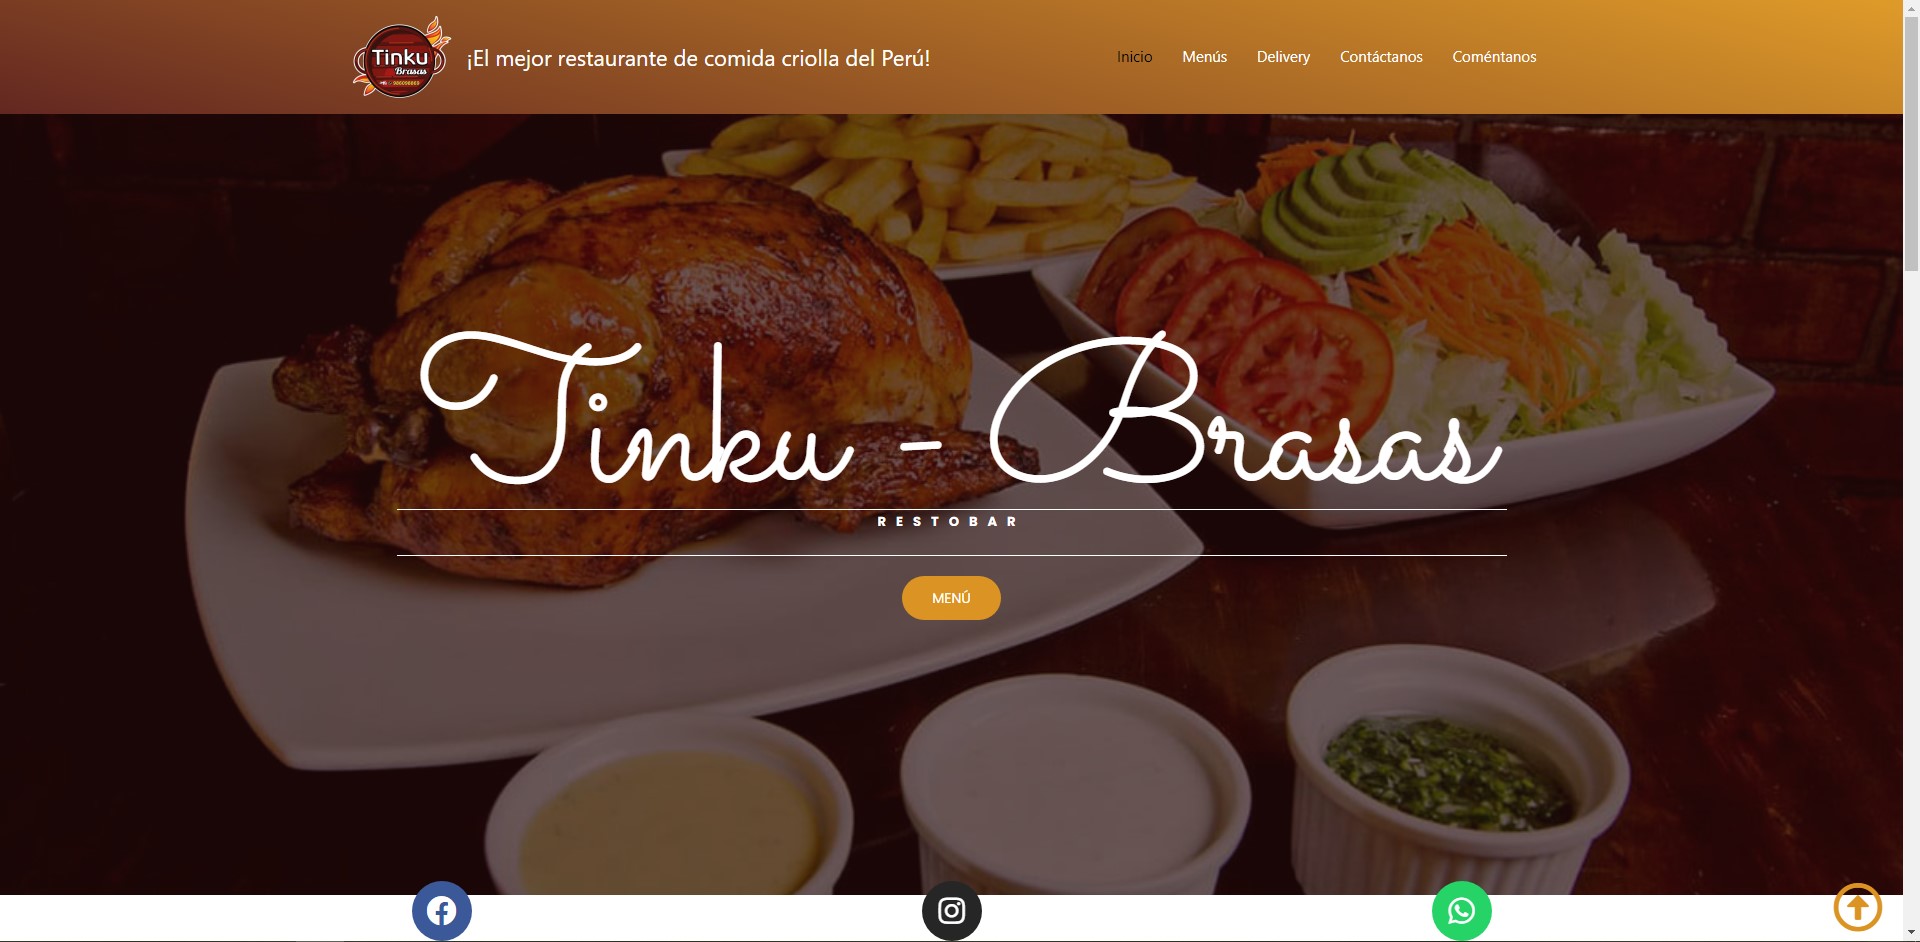 Tinku
Brasas
¡El mejor restaurante de comida criolla del Perú!
Inicio
Menús
Delivery
Contáctanos
Coméntanos
Tinku - Brasas
RESTOBAR
MENÚ